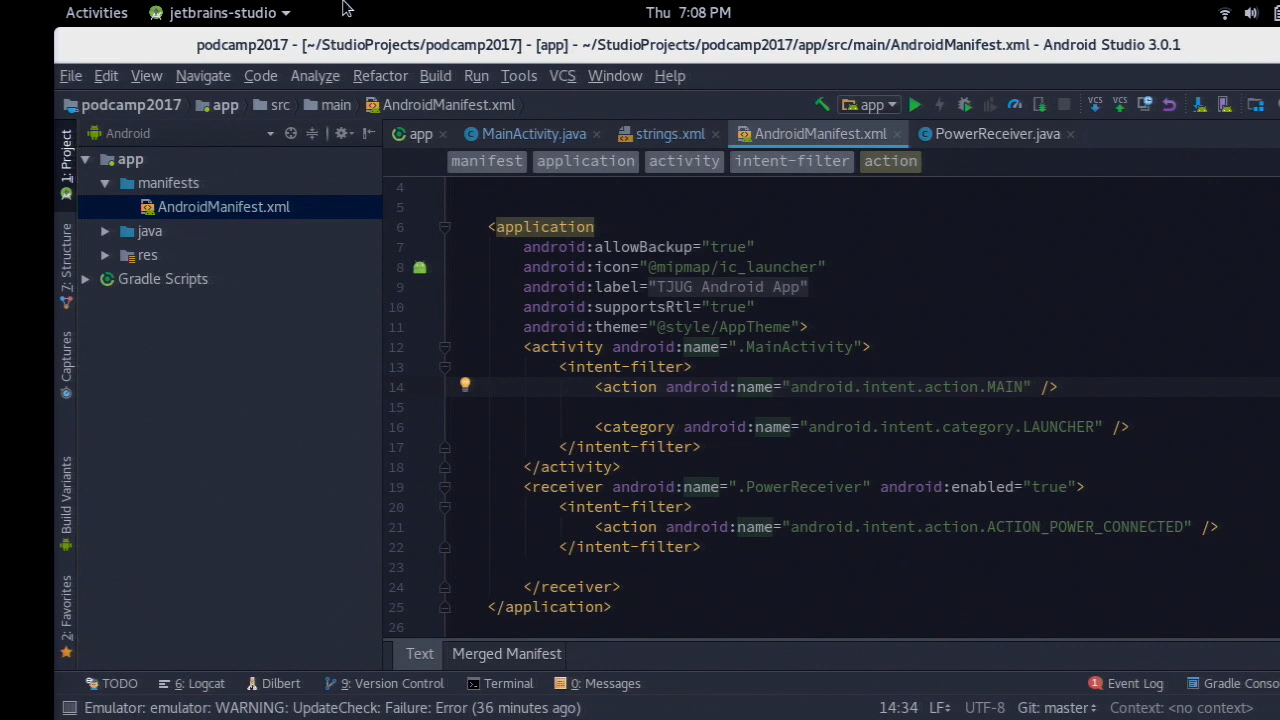 Activities jetbrains-studio Thu 7:08 PM
podcamp2017 - [~/StudioProjects/podcamp2017] - [app] - ~/StudioProjects/podcamp2017/app/src/main/AndroidManifest.xml - Android Studio 3.0.1
File Edit View Navigate Code Analyze Refactor Build Run Tools VCS Window Help
podcamp2017 app src main AndroidManifest.xml app VCS VCS
Android app MainActivity.java strings.xml AndroidManifest.xml PowerReceiver.java
manifest application activity intent-filter action
1: Project
7: Structure
Captures
Build Variants
2: Favorites
app
manifests
AndroidManifest.xml
java
res
Gradle Scripts
4
5
6 <application
7 android:allowBackup="true"
8 android:icon="@mipmap/ic_launcher"
9 android:label="TJUG Android App"
10 android:supportsRtl="true"
11 android:theme="@style/AppTheme">
12 <activity android:name=".MainActivity">
13 <intent-filter>
14 <action android:name="android.intent.action.MAIN" />
15
16 <category android:name="android.intent.category.LAUNCHER" />
17 </intent-filter>
18 </activity>
19 <receiver android:name=".PowerReceiver" android:enabled="true">
20 <intent-filter>
21 <action android:name="android.intent.action.ACTION_POWER_CONNECTED" />
22 </intent-filter>
23
24 </receiver>
25 </application>
26
Text Merged Manifest
TODO 6: Logcat Dilbert 9: Version Control Terminal 0: Messages 1 Event Log Gradle Conso
Emulator: emulator: WARNING: UpdateCheck: Failure: Error (36 minutes ago) 14:34 LF÷ UTF-8 Git: master÷ Context: <no context>